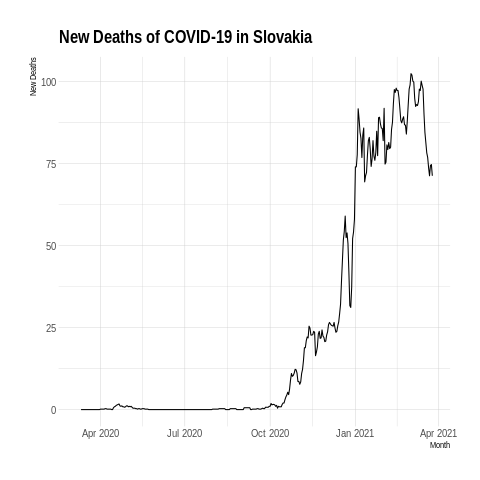 New Deaths of COVID-19 in Slovakia
New Deaths
100
75
50
25
0
Apr 2020 Jul 2020 Oct 2020 Jan 2021 Apr 2021
Month